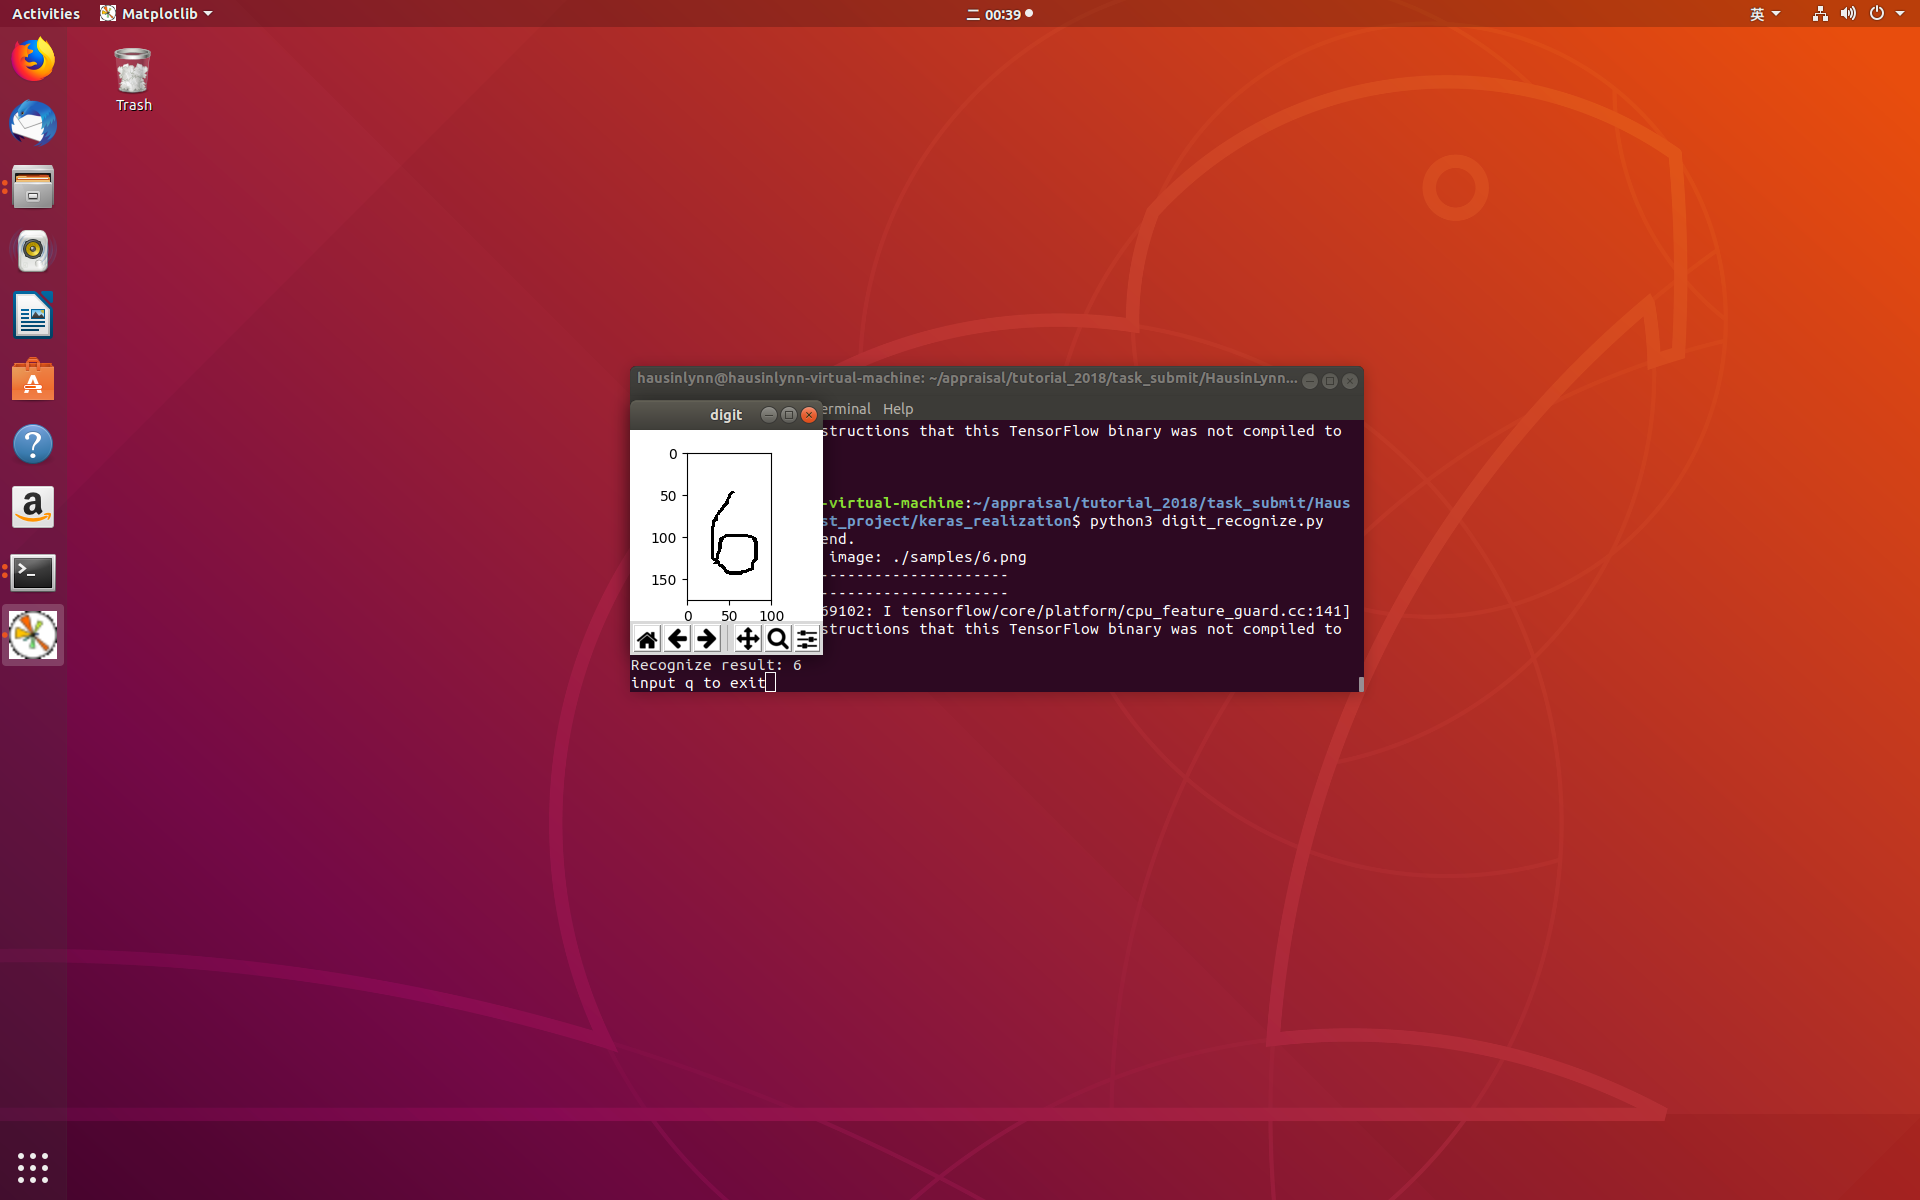 Activities
Matplotlib
二 00:39
英
Trash
hausinlynn@hausinlynn-virtual-machine: ~/appraisal/tutorial_2018/task_submit/HausinLynn...
Help
digit
structions that this TensorFlow binary was not compiled to
-virtual-machine:~/appraisal/tutorial_2018/task_submit/Haus
st_project/keras_realization$ python3 digit_recognize.py
end.
image: ./samples/6.png
---------------------
---------------------
69102: I tensorflow/core/platform/cpu_feature_guard.cc:141]
structions that this TensorFlow binary was not compiled to
0
50
100
150
0 50 100
6
Recognize result: 6
input q to exit